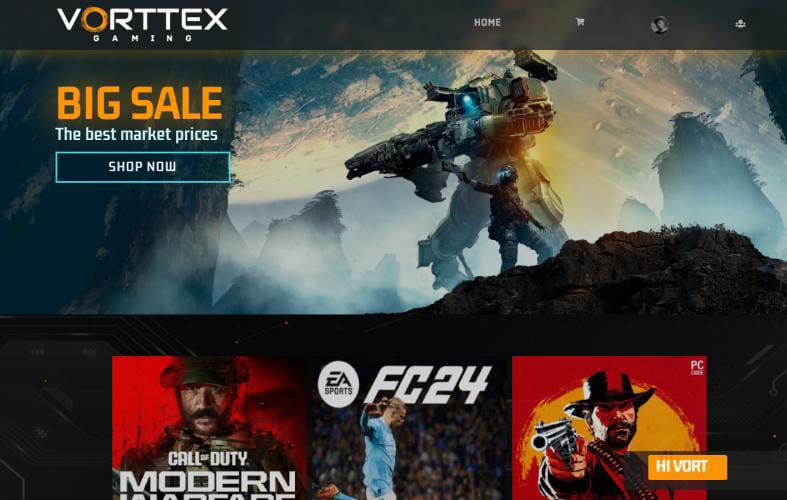 VORTTEX
GAMING
HOME
BIG SALE
The best market prices
SHOP NOW
EA
SPORTS
FC24
PC
CODE
CALL OF DUTY
MODERN
WARFARE
HI VORT